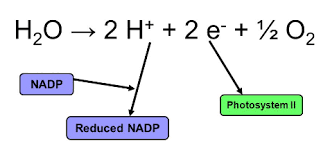 H₂O → 2 H⁺ + 2 e⁻ + ½ O₂
NADP
Photosystem II
Reduced NADP